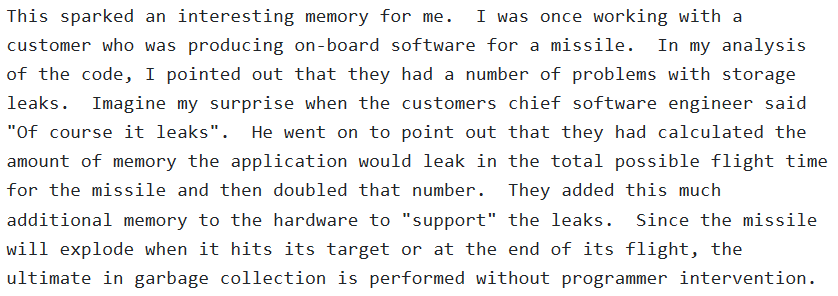 This sparked an interesting memory for me.  I was once working with a
customer who was producing on-board software for a missile.  In my analysis
of the code, I pointed out that they had a number of problems with storage
leaks.  Imagine my surprise when the customers chief software engineer said
"Of course it leaks".  He went on to point out that they had calculated the
amount of memory the application would leak in the total possible flight time
for the missile and then doubled that number.  They added this much
additional memory to the hardware to "support" the leaks.  Since the missile
will explode when it hits its target or at the end of its flight, the
ultimate in garbage collection is performed without programmer intervention.